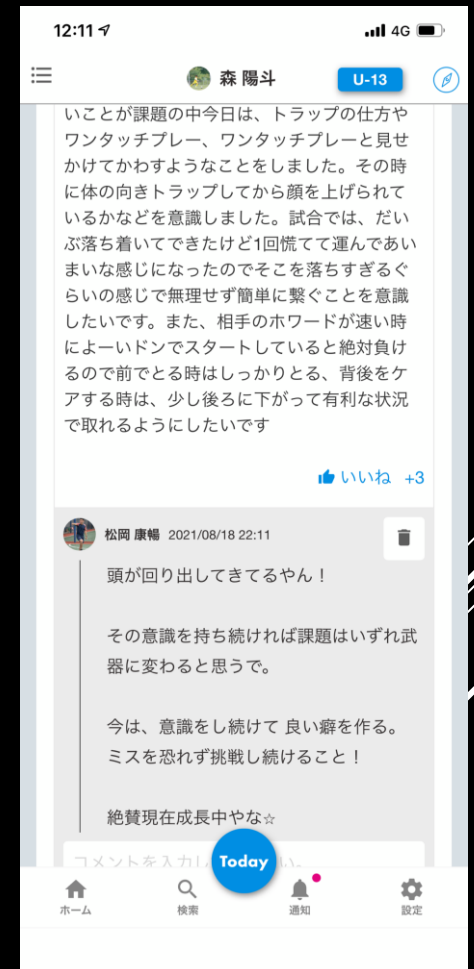 12:11
4G
森 陽斗
U-13
いことが課題の中今日は、トラップの仕方や
ワンタッチプレー、ワンタッチプレーと見せ
かけてかわすようなことをしました。その時
に体の向きトラップしてから顔を上げられて
いるかなどを意識しました。試合では、だい
ぶ落ち着いてできたけど1回慌てて運んであい
まいな感じになったのでそこを落ちすぎるぐ
らいの感じで無理せず簡単に繋ぐことを意識
したいです。また、相手のホワードが速い時
によーいドンでスタートしていると絶対負け
るので前でとる時はしっかりとる、背後をケ
アする時は、少し後ろに下がって有利な状況
で取れるようにしたいです
いいね +3
松岡 康暢 2021/08/18 22:11
頭が回り出してきてるやん！
その意識を持ち続ければ課題はいずれ武
器に変わると思うで。
今は、意識をし続けて 良い癖を作る。
ミスを恐れず挑戦し続けること！
絶賛現在成長中やな☆
コメントを入力し
い。
Today
ホーム
検索
通知
設定